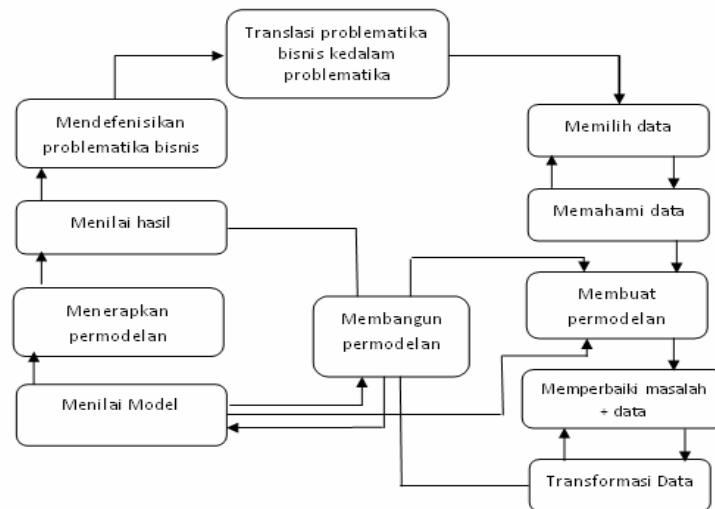 Translasi problematika
bisnis kedalam
problematika
Mendefenisikan
problematika bisnis
Memilih data
Memahami data
Menilai hasil
Menerapkan
permodelan
Membangun
permodelan
Membuat
permodelan
Menilai Model
Memperbaiki masalah
+ data
Transformasi Data